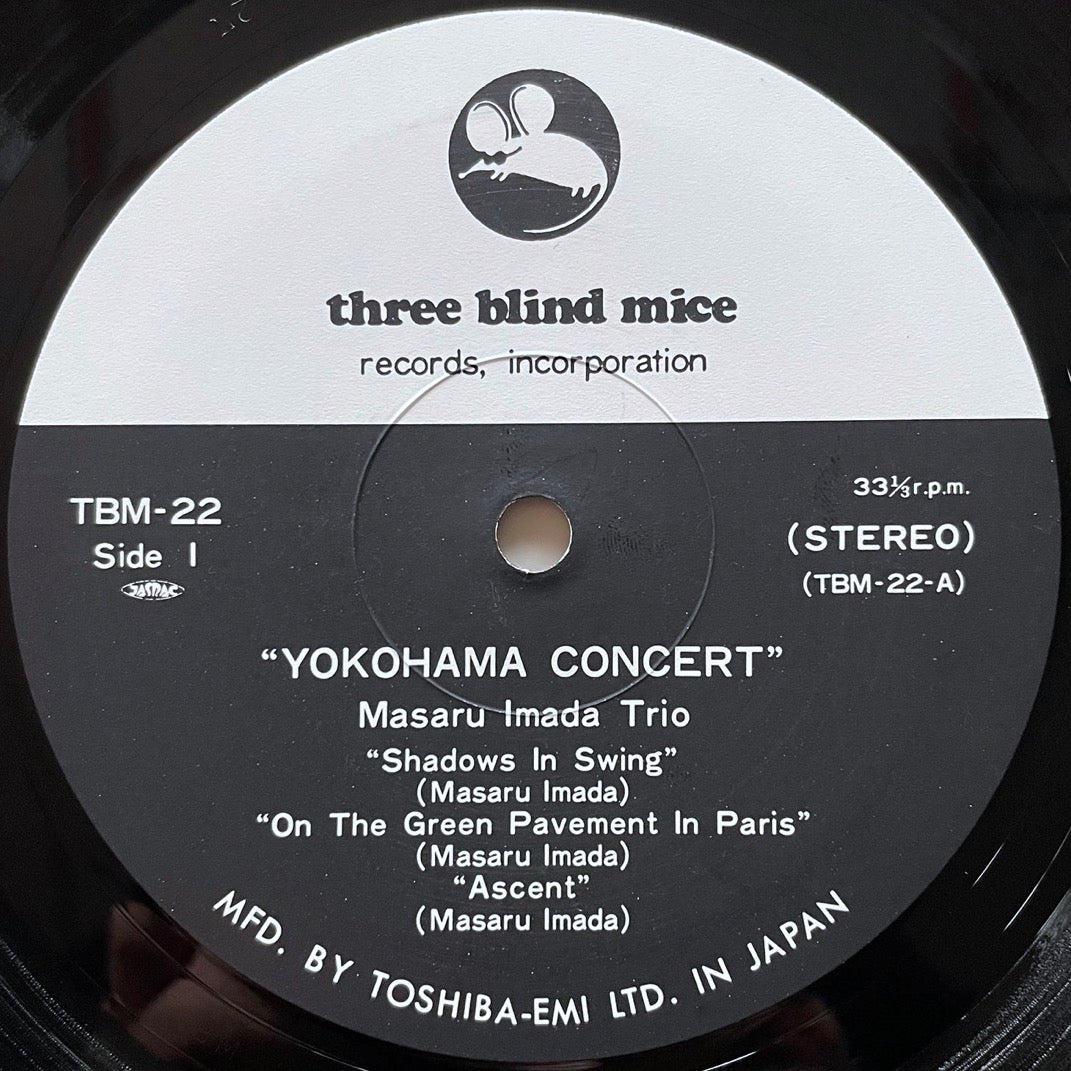 three blind mice
records, incorporation
TBM-22
Side 1
JASRAC
33⅓ r.p.m.
(STEREO)
(TBM-22-A)
“YOKOHAMA CONCERT”
Masaru Imada Trio
“Shadows In Swing”
(Masaru Imada)
“On The Green Pavement In Paris”
(Masaru Imada)
“Ascent”
(Masaru Imada)
MFD. BY TOSHIBA-EMI LTD. IN JAPAN